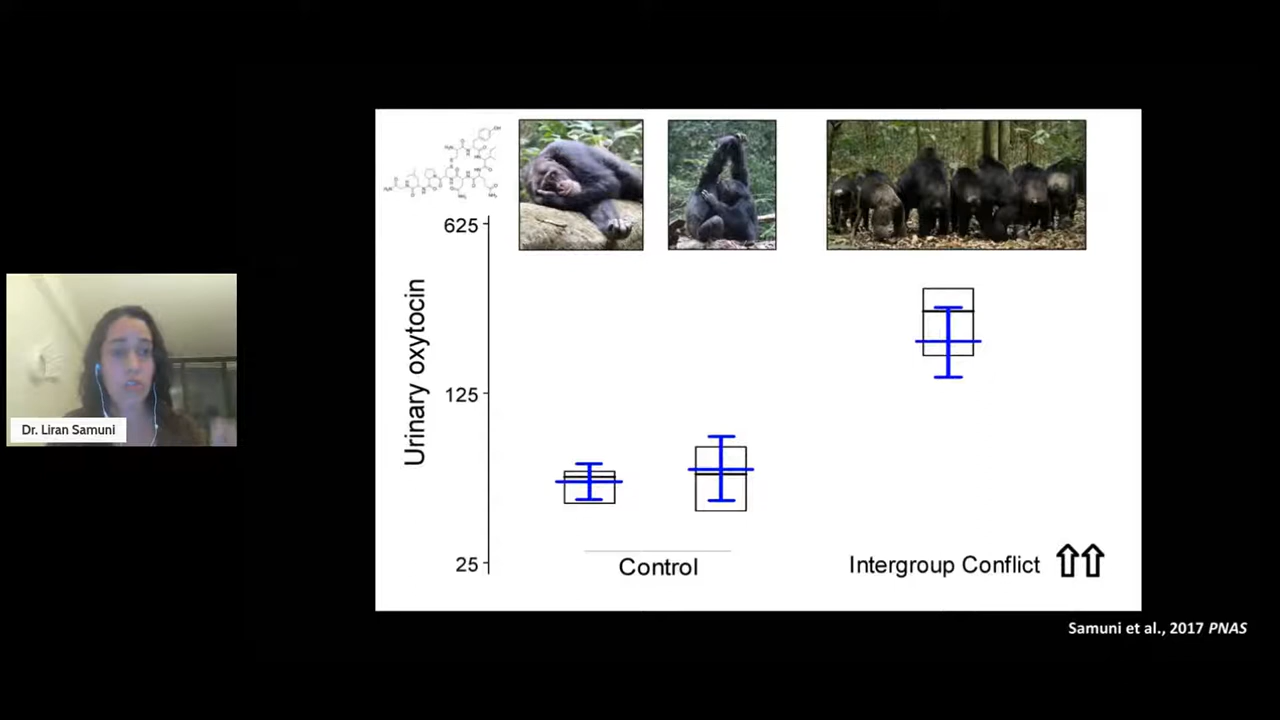 625
125
25
Urinary oxytocin
Control
Intergroup Conflict
Dr. Liran Samuni
Samuni et al., 2017 PNAS